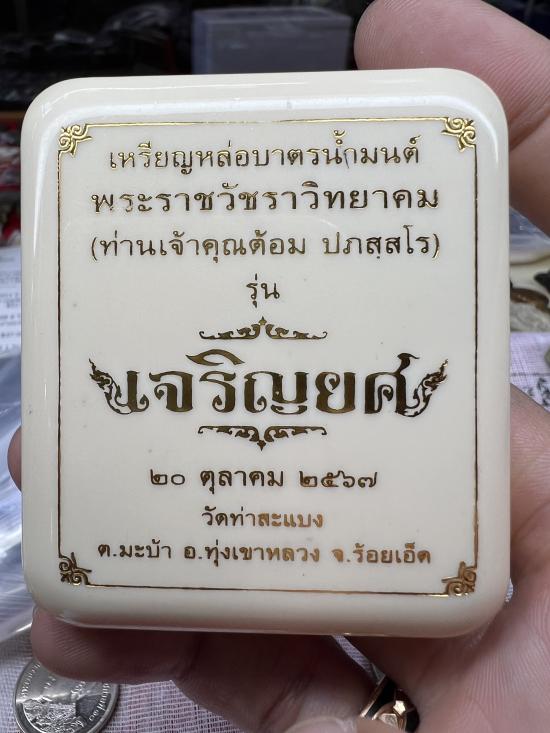 เหรียญหล่อบาตรน้ำมนต์
พระราชวัชราวิทยาคม
(ท่านเจ้าคุณต้อม ปภสฺสโร)
รุ่น
เจริญยศ
๒๐ ตุลาคม ๒๕๖๗
วัดท่าสะแบง
ต.มะบ้า อ.ทุ่งเขาหลวง จ.ร้อยเอ็ด